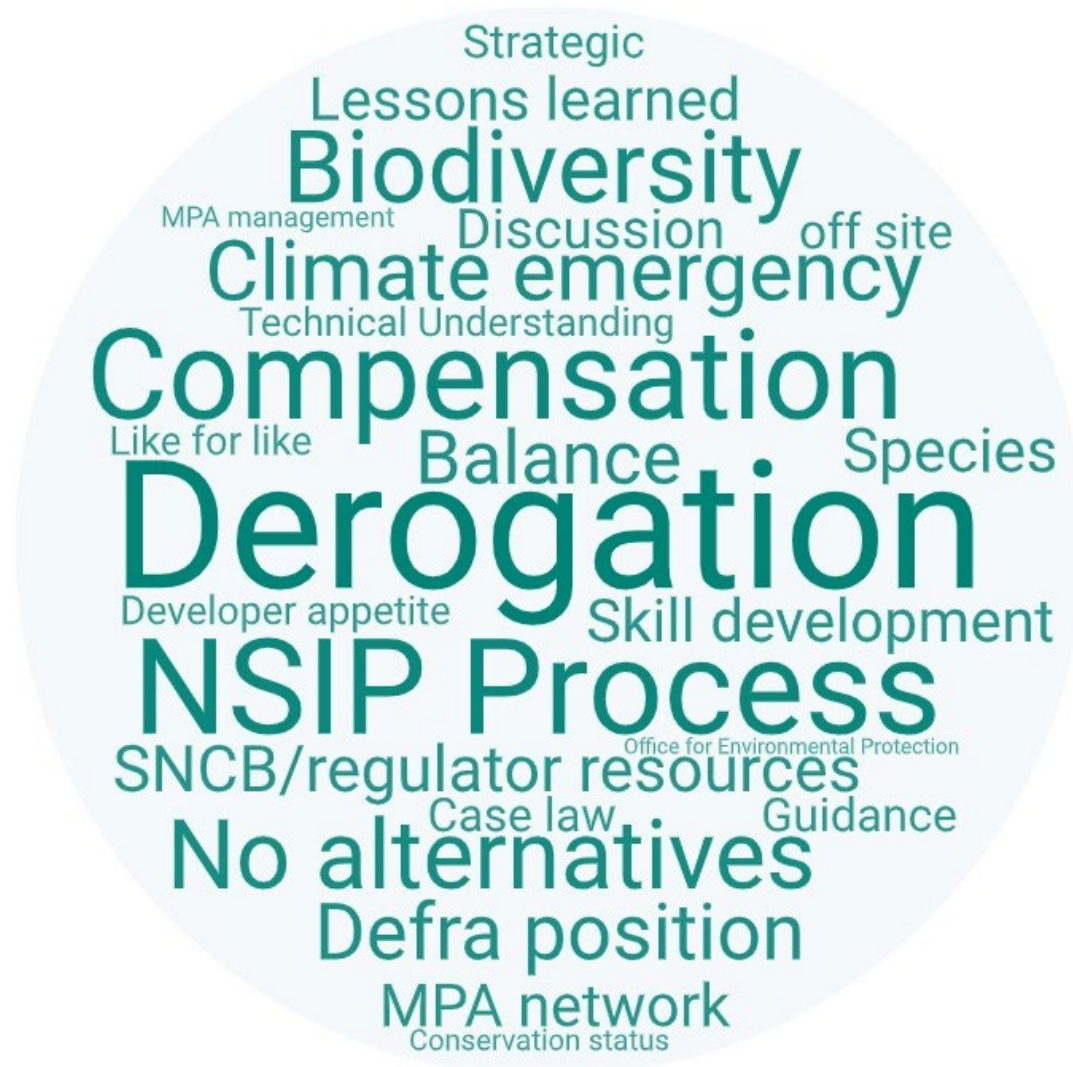 Strategic
Lessons learned
Biodiversity
MPA management
Discussion
off site
Climate emergency
Technical Understanding
Compensation
Like for like
Balance
Species
Derogation
Developer appetite
Skill development
NSIP Process
Office for Environmental Protection
SNCB/regulator resources
Case law
Guidance
No alternatives
Defra position
MPA network
Conservation status